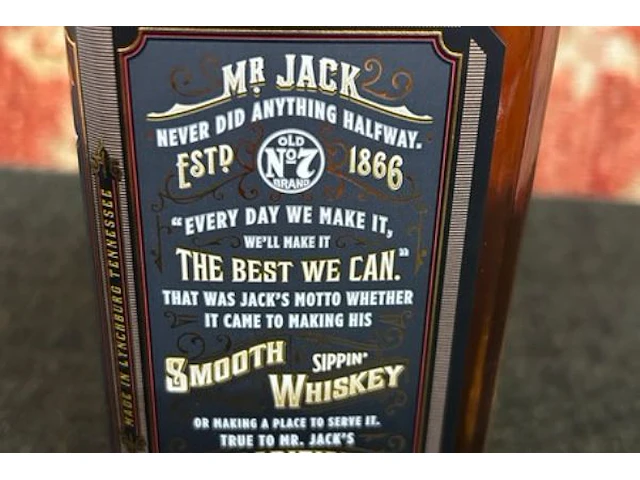 MR JACK
NEVER DID ANYTHING HALFWAY.
ESTD
OLD
No7
BRAND
1866
"EVERY DAY WE MAKE IT,
WE'LL MAKE IT
THE BEST WE CAN."
THAT WAS JACK'S MOTTO WHETHER
IT CAME TO MAKING HIS
SMOOTH SIPPIN'
WHISKEY
OR MAKING A PLACE TO SERVE IT.
TRUE TO MR. JACK'S
MADE IN LYNCHBURG TENNESSEE